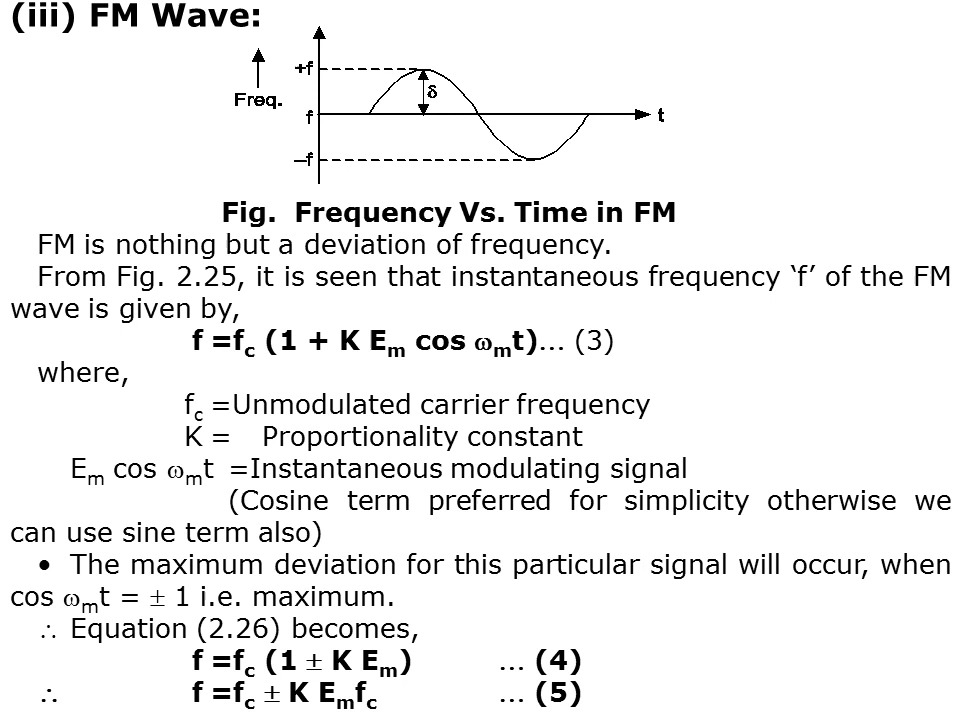 (iii) FM Wave:
+f
δ
Freq.
f
t
–f
Fig. Frequency Vs. Time in FM
FM is nothing but a deviation of frequency.
From Fig. 2.25, it is seen that instantaneous frequency ‘f’ of the FM
wave is given by,
f =fc (1 + K Em cos ωmt)... (3)
where,
fc =Unmodulated carrier frequency
K = Proportionality constant
Em cos ωmt =Instantaneous modulating signal
(Cosine term preferred for simplicity otherwise we
can use sine term also)
• The maximum deviation for this particular signal will occur, when
cos ωmt = ± 1 i.e. maximum.
∴ Equation (2.26) becomes,
f =fc (1 ± K Em) ... (4)
∴ f =fc ± K Emfc ... (5)